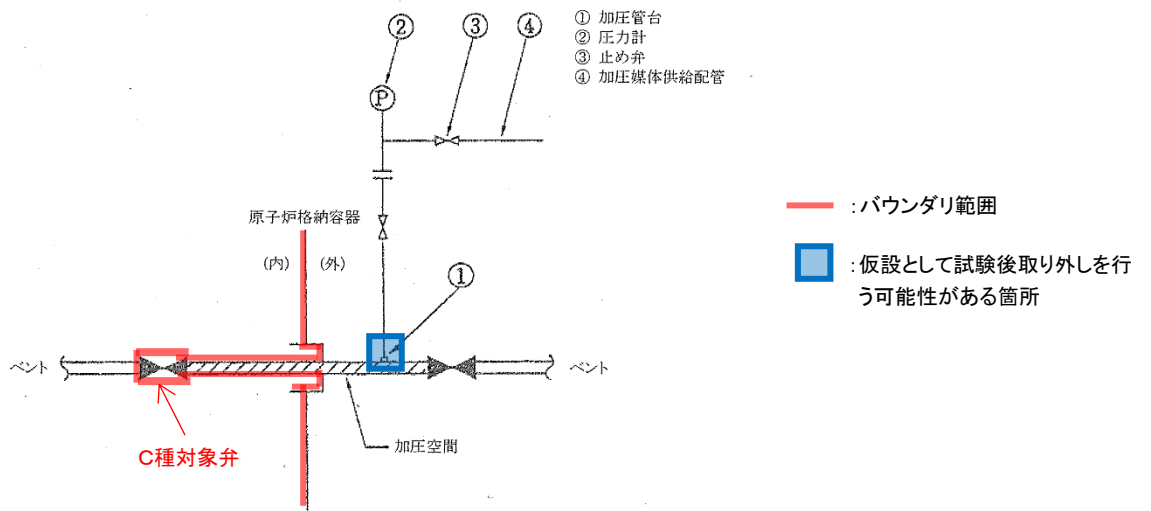 ② ③ ④
① 加圧管台
② 圧力計
③ 止め弁
④ 加圧媒体供給配管
P
原子炉格納容器
(内) (外)
①
ベント
ベント
加圧空間
C種対象弁
：バウンダリ範囲
：仮設として試験後取り外しを行
う可能性がある箇所